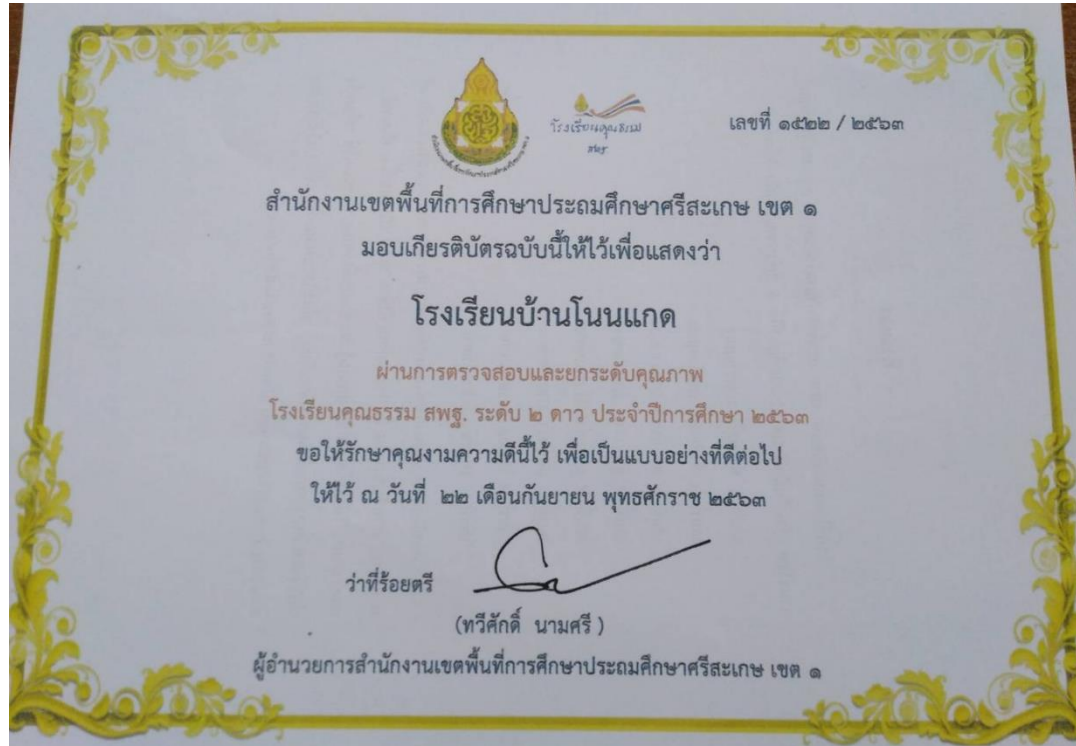 โรงเรียนคุณธรรม
สพฐ
เลขที่ ๑๕๒๒ / ๒๕๖๓
สำนักงานเขตพื้นที่การศึกษาประถมศึกษาศรีสะเกษ เขต ๑
มอบเกียรติบัตรฉบับนี้ให้ไว้เพื่อแสดงว่า
โรงเรียนบ้านโนนแกด
ผ่านการตรวจสอบและยกระดับคุณภาพ
โรงเรียนคุณธรรม สพฐ. ระดับ ๒ ดาว ประจำปีการศึกษา ๒๕๖๓
ขอให้รักษาคุณงามความดีนี้ไว้ เพื่อเป็นแบบอย่างที่ดีต่อไป
ให้ไว้ ณ วันที่ ๒๒ เดือนกันยายน พุทธศักราช ๒๕๖๓
ว่าที่ร้อยตรี
(ทวีศักดิ์ นามศรี )
ผู้อำนวยการสำนักงานเขตพื้นที่การศึกษาประถมศึกษาศรีสะเกษ เขต ๑